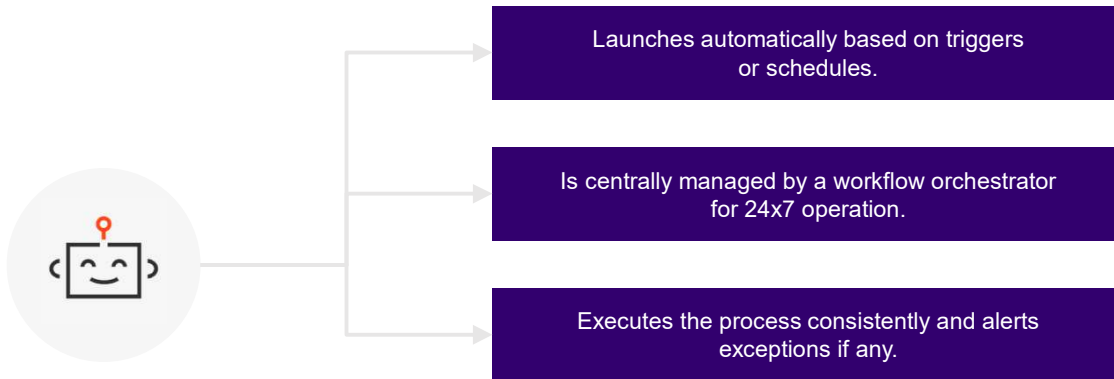 Launches automatically based on triggers
or schedules.
Is centrally managed by a workflow orchestrator
for 24x7 operation.
Executes the process consistently and alerts
exceptions if any.